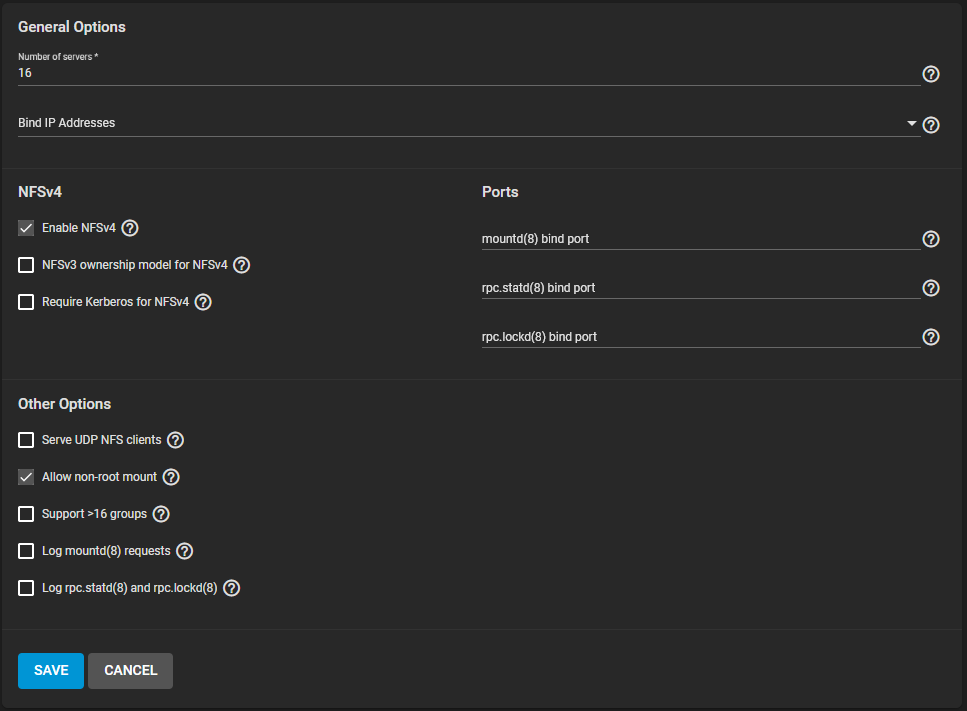 General Options
Number of servers *
16
Bind IP Addresses
NFSv4
Enable NFSv4
NFSv3 ownership model for NFSv4
Require Kerberos for NFSv4
Ports
mountd(8) bind port
rpc.statd(8) bind port
rpc.lockd(8) bind port
Other Options
Serve UDP NFS clients
Allow non-root mount
Support >16 groups
Log mountd(8) requests
Log rpc.statd(8) and rpc.lockd(8)
SAVE CANCEL